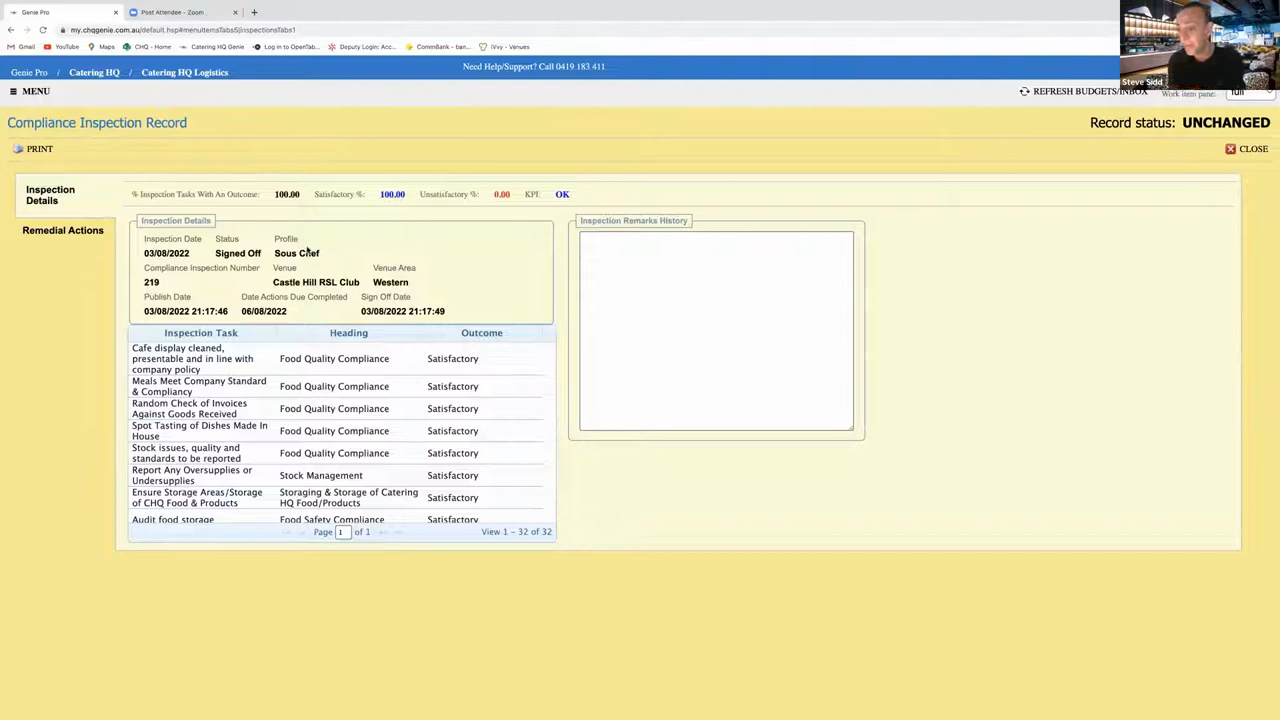 Genie Pro
Post Attendee - Zoom
my.chqgenie.com.au/default.hsp#menuitemsTabs5|inspectionsTabs1
Gmail YouTube Maps CHQ - Home Catering HQ Genie Log in to OpenTab... Deputy Login: Acc... CommBank - ban... iVvy - Venues
Steve Sidd
Genie Pro / Catering HQ / Catering HQ Logistics
Need Help/Support? Call 0419 183 411
MENU
REFRESH BUDGETS/INBOX Work item pane: full
Compliance Inspection Record
Record status: UNCHANGED
PRINT
CLOSE
Inspection Details
Remedial Actions
% Inspection Tasks With An Outcome: 100.00 Satisfactory %: 100.00 Unsatisfactory %: 0.00 KPI: OK
Inspection Details
Inspection Date Status Profile
03/08/2022 Signed Off Sous Chef
Compliance Inspection Number Venue Venue Area
219 Castle Hill RSL Club Western
Publish Date Date Actions Due Completed Sign Off Date
03/08/2022 21:17:46 06/08/2022 03/08/2022 21:17:49
Inspection Remarks History
Inspection Task Heading Outcome
Cafe display cleaned, presentable and in line with company policy Food Quality Compliance Satisfactory
Meals Meet Company Standard & Compliancy Food Quality Compliance Satisfactory
Random Check of Invoices Against Goods Received Food Quality Compliance Satisfactory
Spot Tasting of Dishes Made In House Food Quality Compliance Satisfactory
Stock issues, quality and standards to be reported Food Quality Compliance Satisfactory
Report Any Oversupplies or Undersupplies Stock Management Satisfactory
Ensure Storage Areas/Storage of CHQ Food & Products Storaging & Storage of Catering HQ Food/Products Satisfactory
Audit food storage Food Safety Compliance Satisfactory
Page 1 of 1 View 1 - 32 of 32